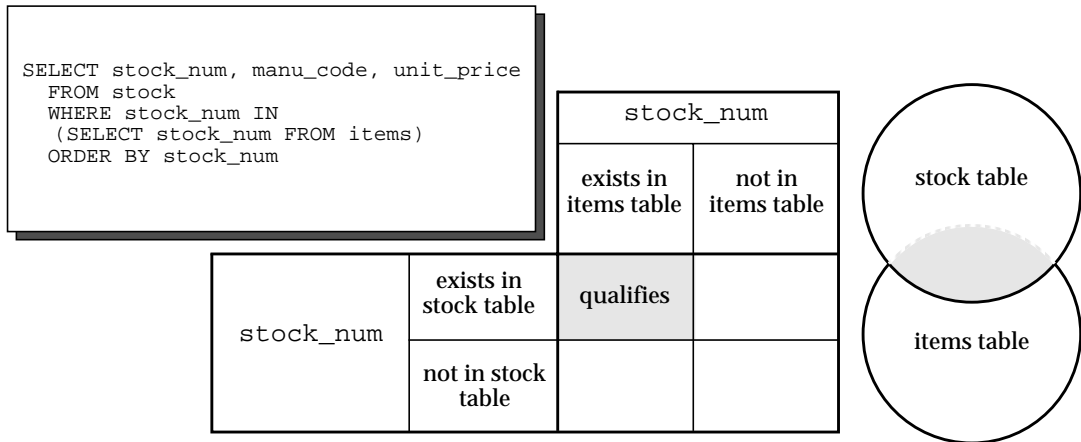 SELECT stock_num, manu_code, unit_price
FROM stock
WHERE stock_num IN
(SELECT stock_num FROM items)
ORDER BY stock_num
stock_num
exists in
items table
not in
items table
stock_num
exists in
stock table
qualifies
not in stock
table
stock table
items table